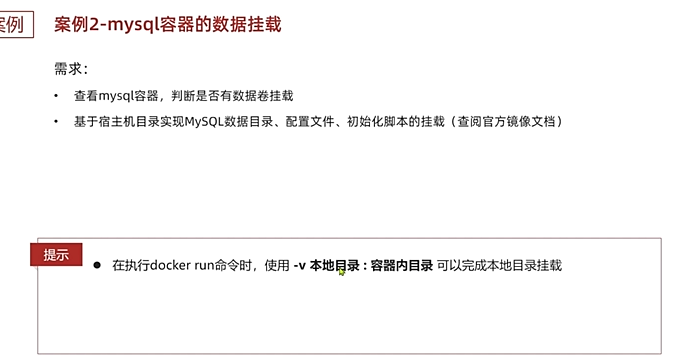 案例
案例2-mysql容器的数据挂载
需求：
• 查看mysql容器，判断是否有数据卷挂载
• 基于宿主机目录实现MySQL数据目录、配置文件、初始化脚本的挂载（查阅官方镜像文档）
提示
● 在执行docker run命令时，使用 -v 本地目录 : 容器内目录 可以完成本地目录挂载